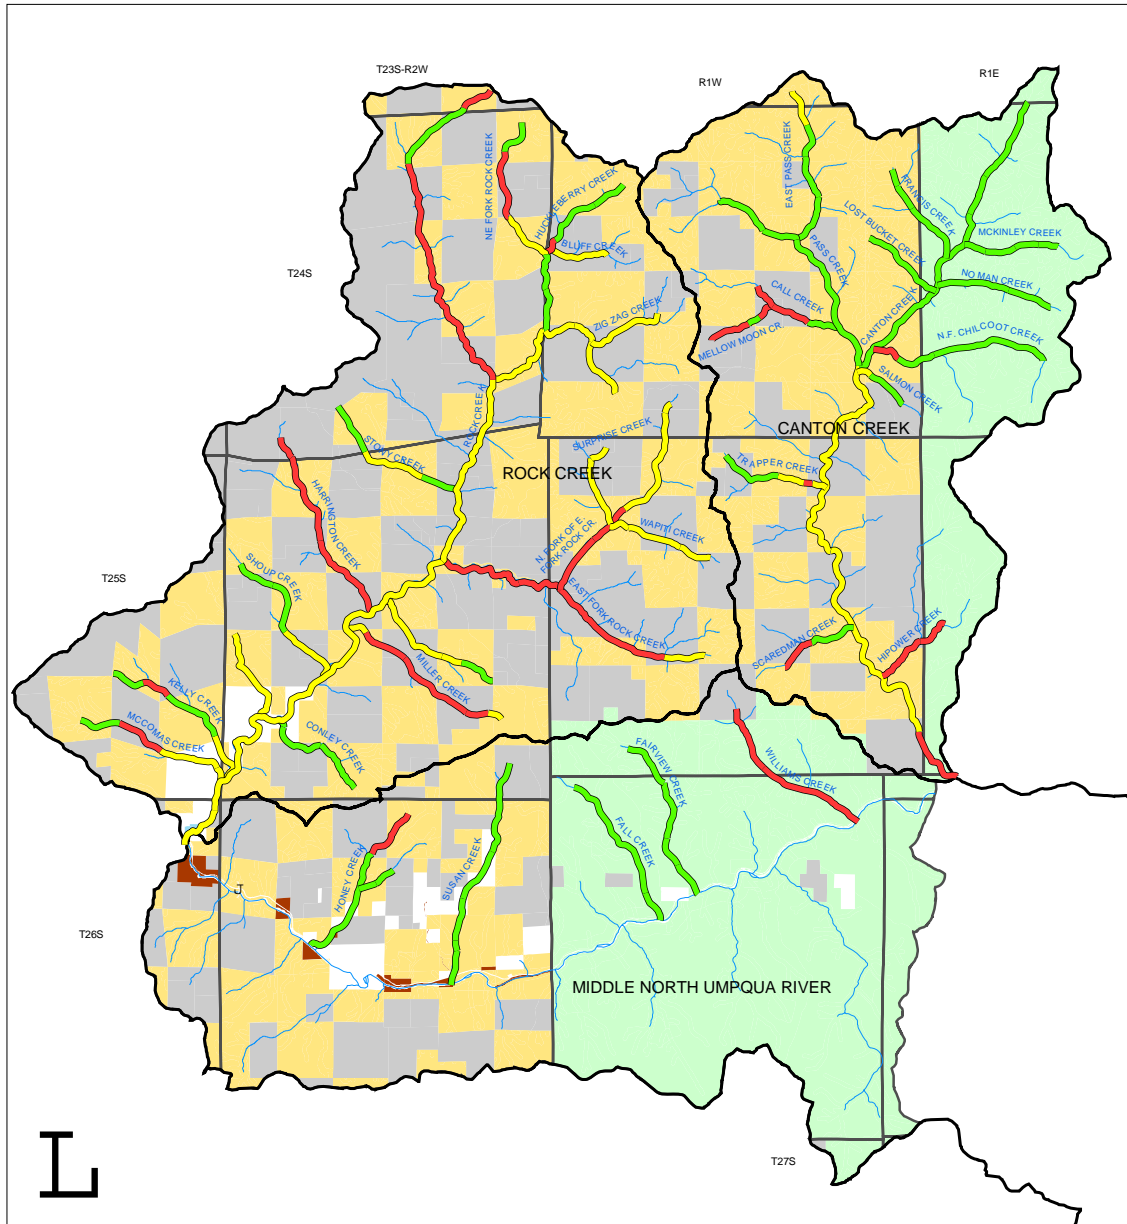 T23S-R2W
R1W
R1E
NE FORK ROCK CREEK
HUCKLEBERRY CREEK
BLUFF CREEK
EAST PASS CREEK
FRANCIS CREEK
LOST BUCKET CREEK
MCKINLEY CREEK
PASS CREEK
T24S
NO MAN CREEK
CALL CREEK
CANTON CREEK
ZIG ZAG CREEK
MELLOW MOON CR.
N.F. CHILCOOT CREEK
SALMON CREEK
ROCK CREEK
CANTON CREEK
SURPRISE CREEK
STONY CREEK
ROCK CREEK
TRAPPER CREEK
HARRINGTON CREEK
N. FORK OF E.
FORK ROCK CR.
WAPITI CREEK
SHOUP CREEK
T25S
EAST FORK ROCK CREEK
SCAREDMAN CREEK
HIPOWER CREEK
MILLER CREEK
KELLY CREEK
MCCOMAS CREEK
CONLEY CREEK
FAIRVIEW CREEK
WILLIAMS CREEK
FALL CREEK
HONEY CREEK
SUSAN CREEK
J
T26S
MIDDLE NORTH UMPQUA RIVER
L
T27S